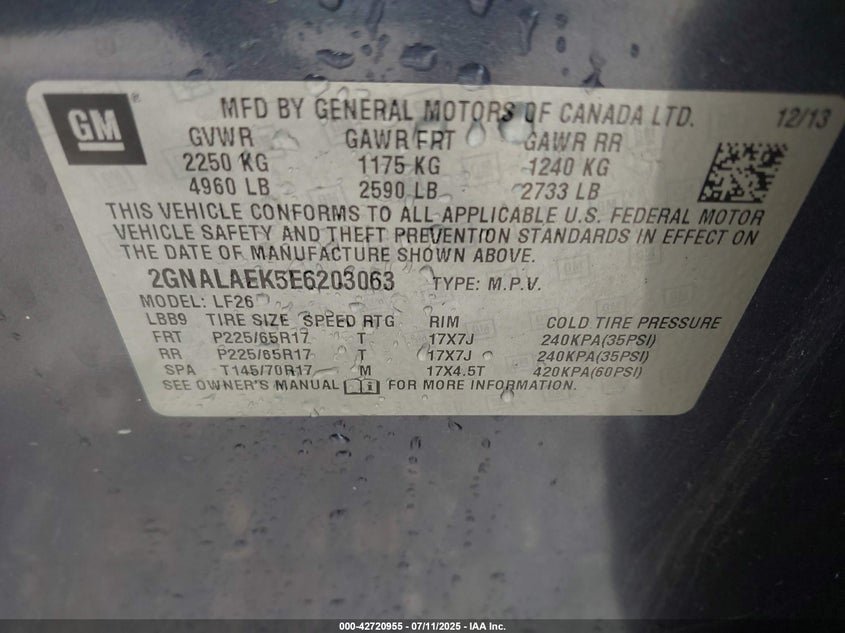 GM ® MFD BY GENERAL MOTORS OF CANADA LTD. 12/13
GVWR GAWR FRT GAWR RR
2250 KG 1175 KG 1240 KG
4960 LB 2590 LB 2733 LB
THIS VEHICLE CONFORMS TO ALL APPLICABLE U.S. FEDERAL MOTOR
VEHICLE SAFETY AND THEFT PREVENTION STANDARDS IN EFFECT ON
THE DATE OF MANUFACTURE SHOWN ABOVE.
2GNALAEK5E6203063 TYPE: M.P.V.
MODEL: LF26
LBB9 TIRE SIZE SPEED RTG RIM COLD TIRE PRESSURE
FRT P225/65R17 T 17X7J 240KPA(35PSI)
RR P225/65R17 T 17X7J 240KPA(35PSI)
SPA T145/70R17 M 17X4.5T 420KPA(60PSI)
SEE OWNER'S MANUAL i FOR MORE INFORMATION.
000-42720955 - 07/11/2025 - IAA Inc.